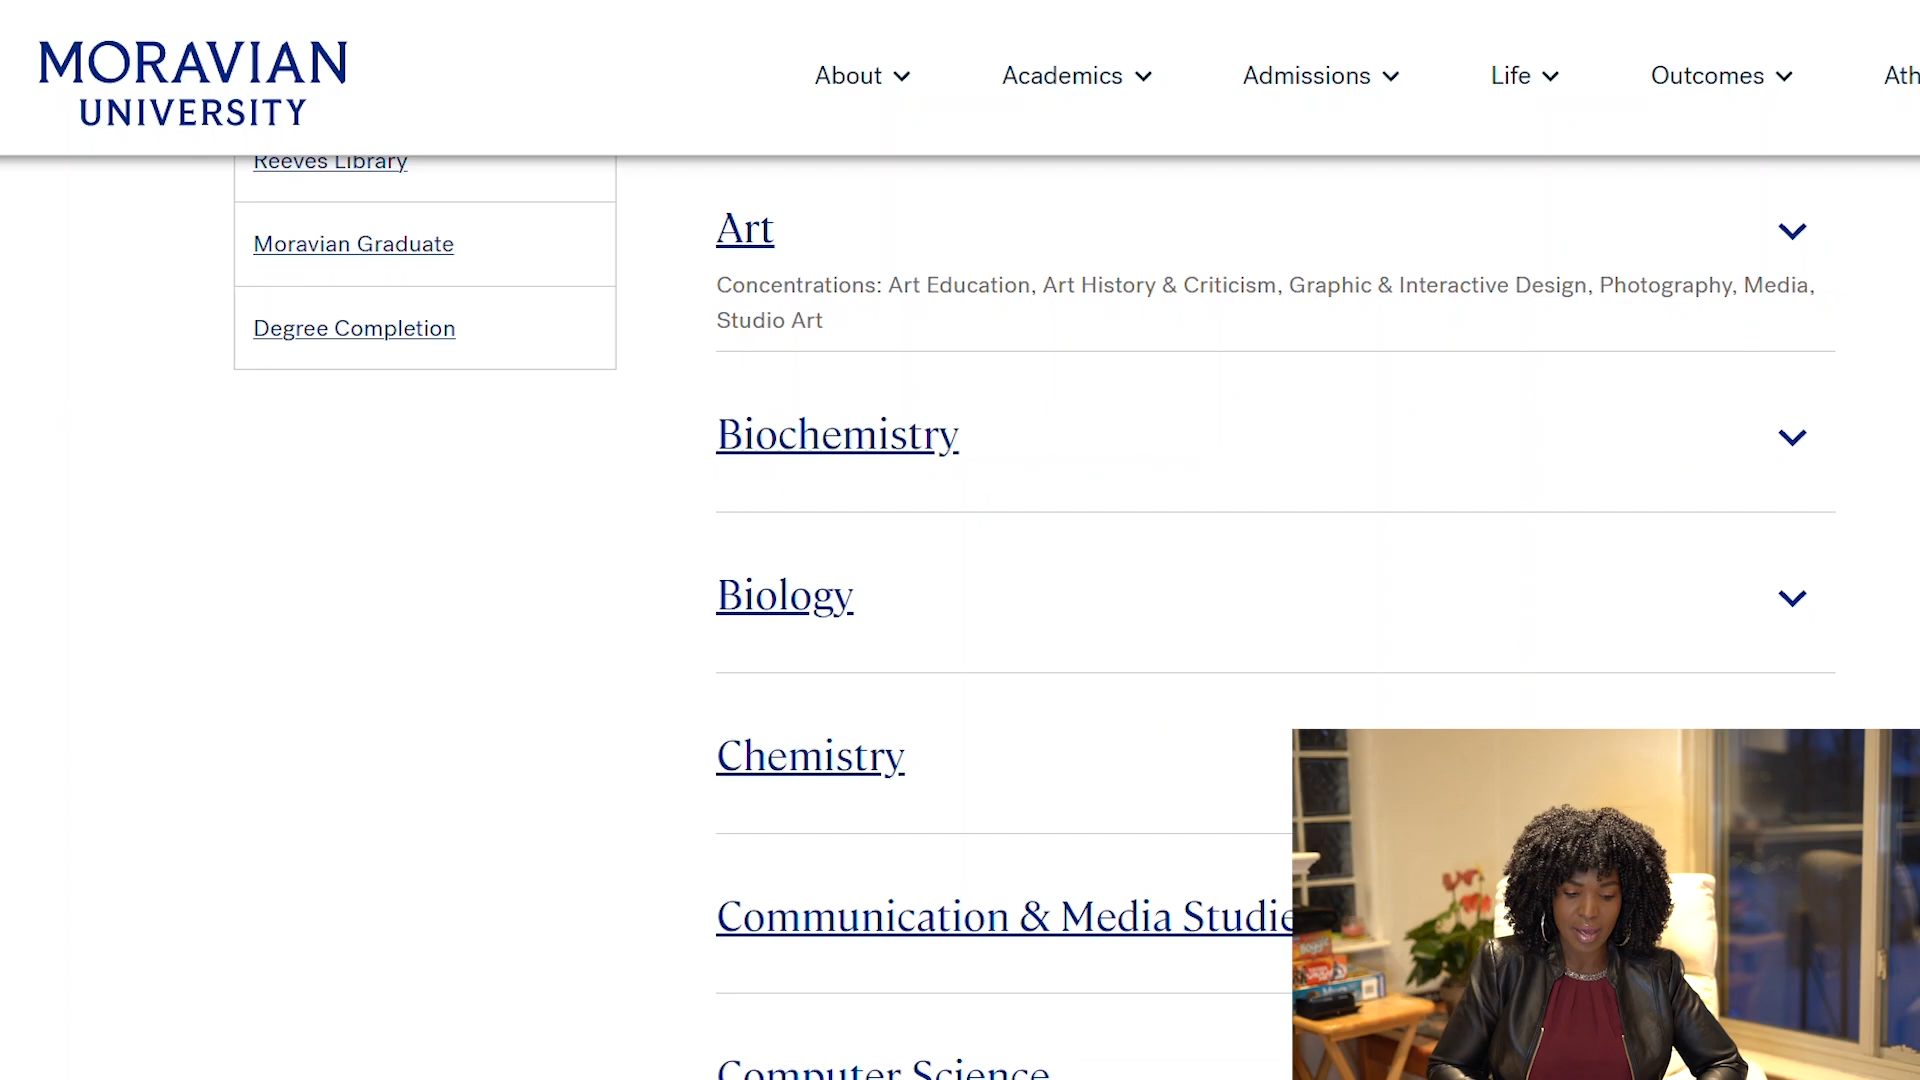 MORAVIAN
UNIVERSITY
About
Academics
Admissions
Life
Outcomes
Ath
Reeves Library
Moravian Graduate
Degree Completion
Art
Concentrations: Art Education, Art History & Criticism, Graphic & Interactive Design, Photography, Media,
Studio Art
Biochemistry
Biology
Chemistry
Communication & Media Studie
Computer Science